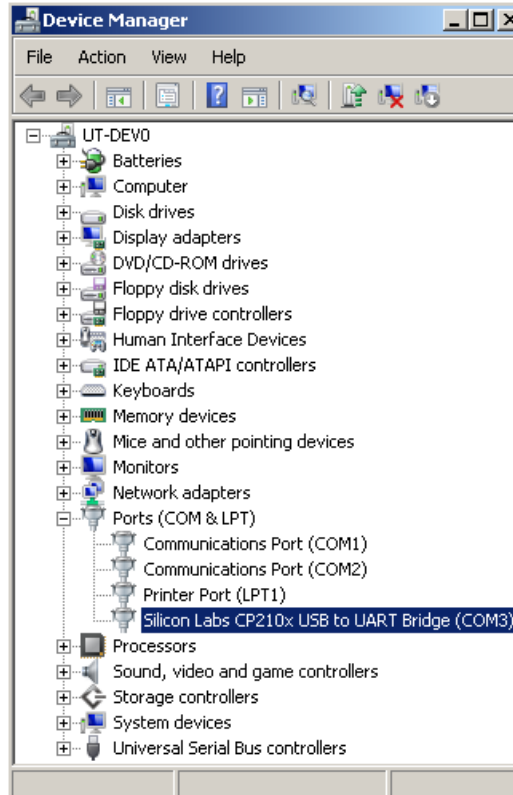 Device Manager
File Action View Help
UT-DEV0
Batteries
Computer
Disk drives
Display adapters
DVD/CD-ROM drives
Floppy disk drives
Floppy drive controllers
Human Interface Devices
IDE ATA/ATAPI controllers
Keyboards
Memory devices
Mice and other pointing devices
Monitors
Network adapters
Ports (COM & LPT)
Communications Port (COM1)
Communications Port (COM2)
Printer Port (LPT1)
Silicon Labs CP210x USB to UART Bridge (COM3)
Processors
Sound, video and game controllers
Storage controllers
System devices
Universal Serial Bus controllers